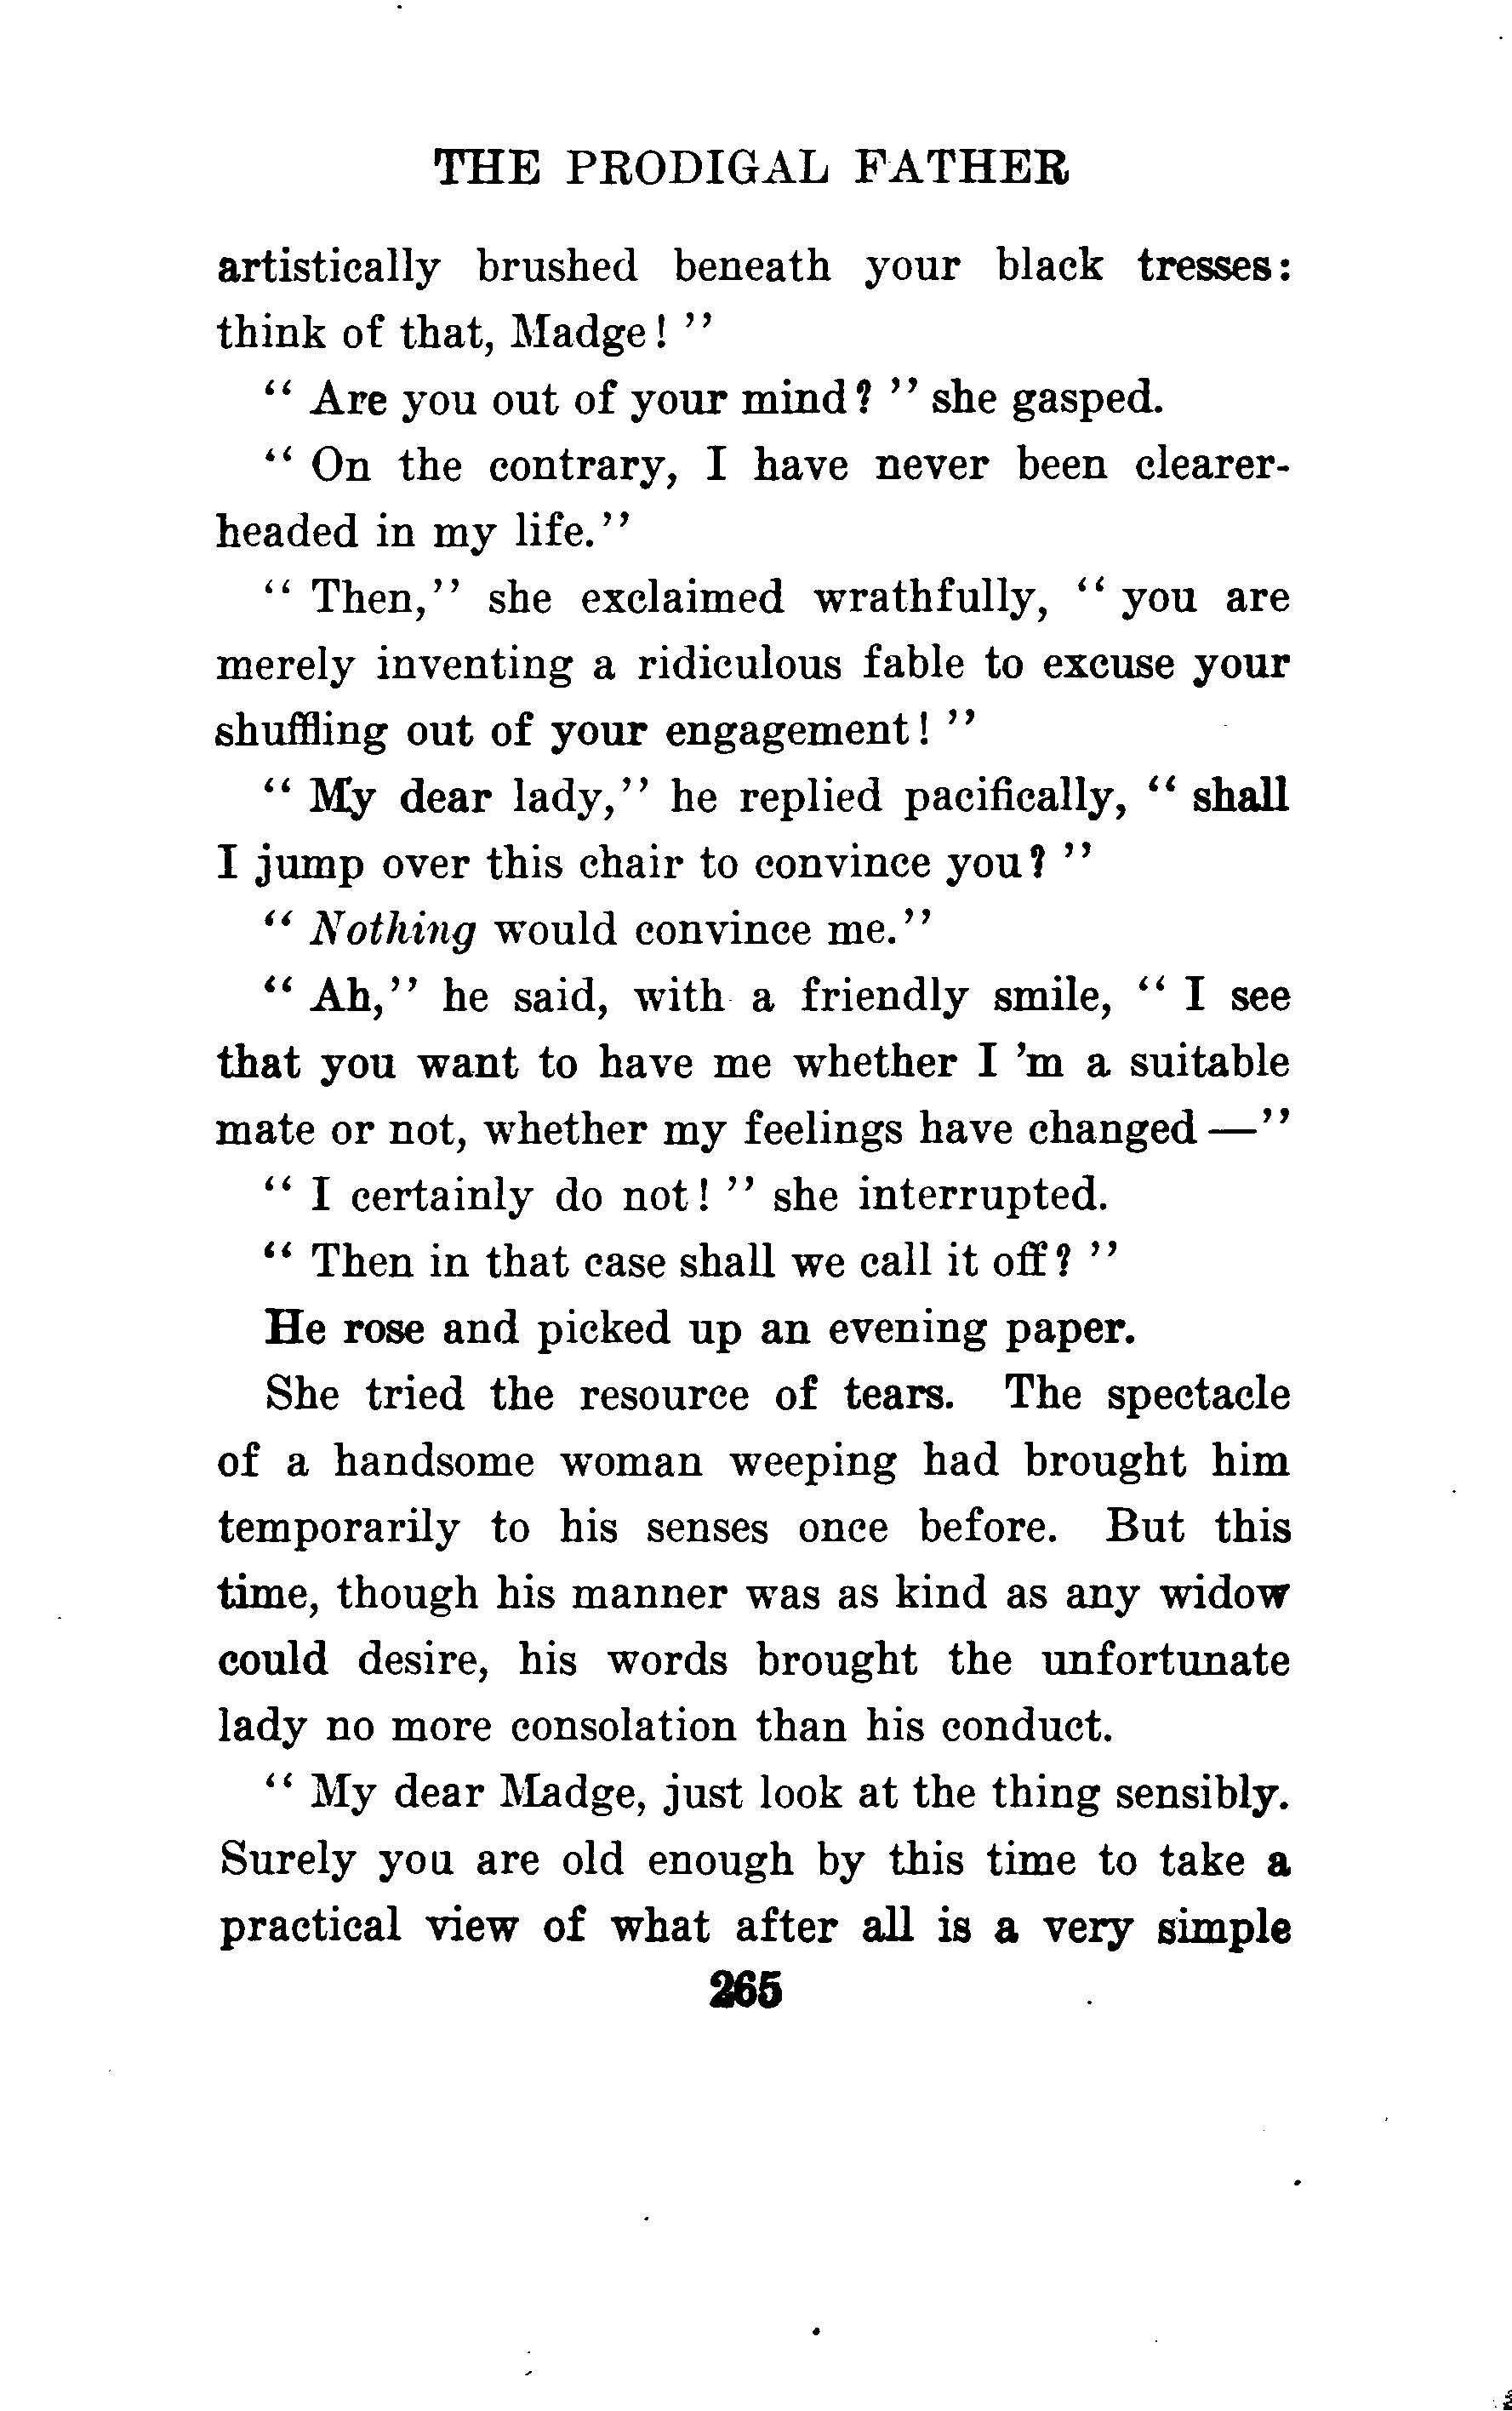 THE PRODIGAL FATHER
artistically brushed beneath your black tresses:
think of that, Madge! "
" Are you out of your mind? " she gasped.
" On the contrary, I have never been clearer-
headed in my life."
" Then," she exclaimed wrathfully, " you are
merely inventing a ridiculous fable to excuse your
shuffling out of your engagement! "
" My dear lady," he replied pacifically, " shall
I jump over this chair to convince you? "
" Nothing would convince me."
" Ah," he said, with a friendly smile, " I see
that you want to have me whether I 'm a suitable
mate or not, whether my feelings have changed —"
" I certainly do not! " she interrupted.
" Then in that case shall we call it off? "
He rose and picked up an evening paper.
She tried the resource of tears. The spectacle
of a handsome woman weeping had brought him
temporarily to his senses once before. But this
time, though his manner was as kind as any widow
could desire, his words brought the unfortunate
lady no more consolation than his conduct.
" My dear Madge, just look at the thing sensibly.
Surely you are old enough by this time to take a
practical view of what after all is a very simple
265